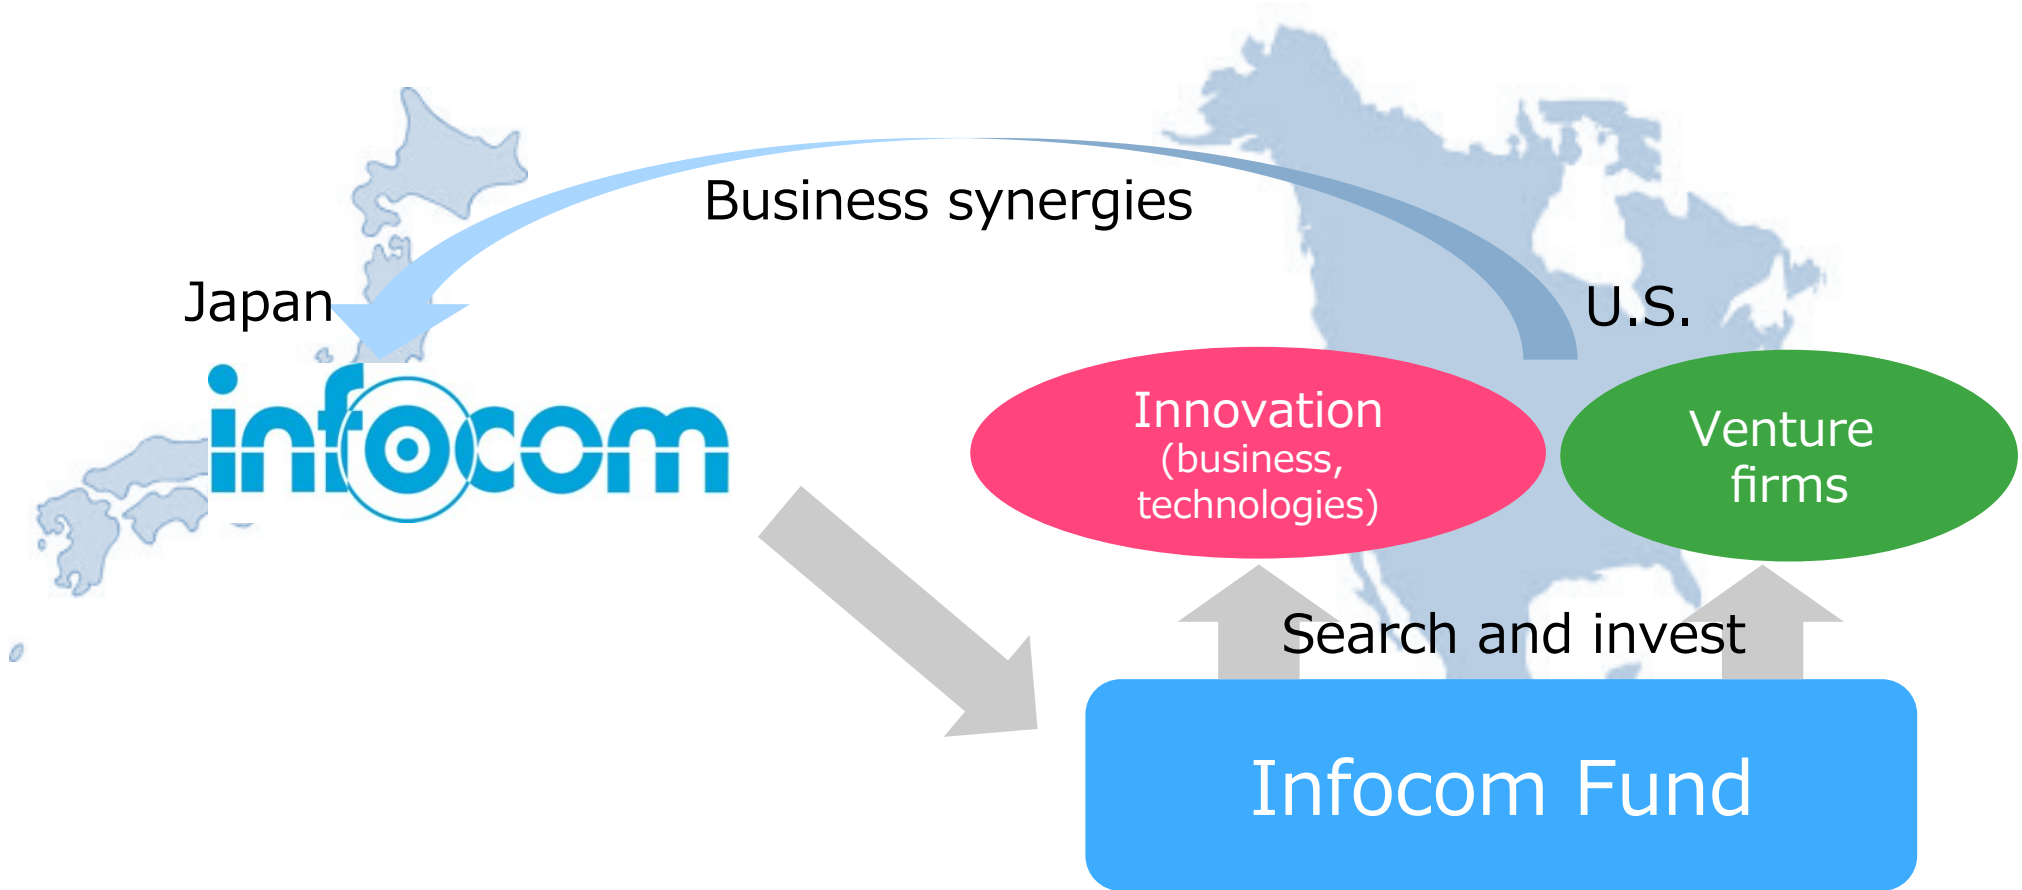 Business synergies
Japan
U.S.
infocom
Innovation
(business,
technologies)
Venture
firms
Search and invest
Infocom Fund